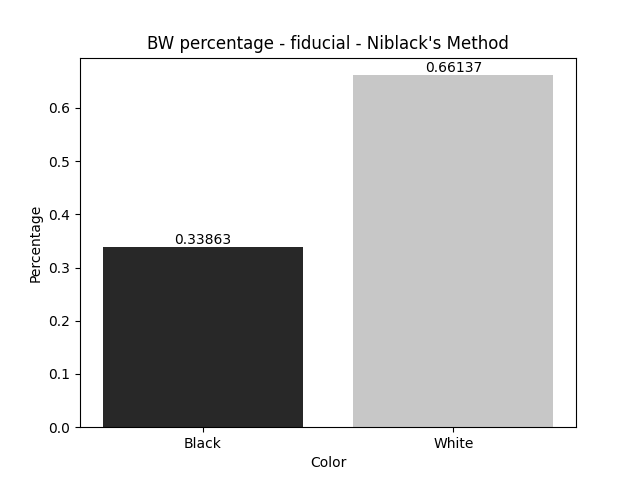 BW percentage - fiducial - Niblack's Method
0.66137
0.33863
0.6
0.5
0.4
0.3
0.2
0.1
0.0
Percentage
Black
White
Color